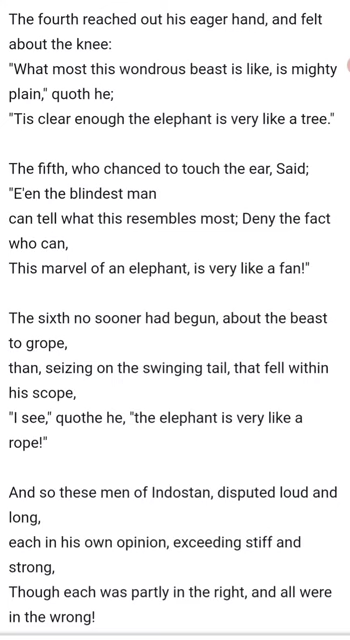 The fourth reached out his eager hand, and felt
about the knee:
"What most this wondrous beast is like, is mighty
plain," quoth he;
"Tis clear enough the elephant is very like a tree."
The fifth, who chanced to touch the ear, Said;
"E'en the blindest man
can tell what this resembles most; Deny the fact
who can,
This marvel of an elephant, is very like a fan!"
The sixth no sooner had begun, about the beast
to grope,
than, seizing on the swinging tail, that fell within
his scope,
"I see," quothe he, "the elephant is very like a
rope!"
And so these men of Indostan, disputed loud and
long,
each in his own opinion, exceeding stiff and
strong,
Though each was partly in the right, and all were
in the wrong!